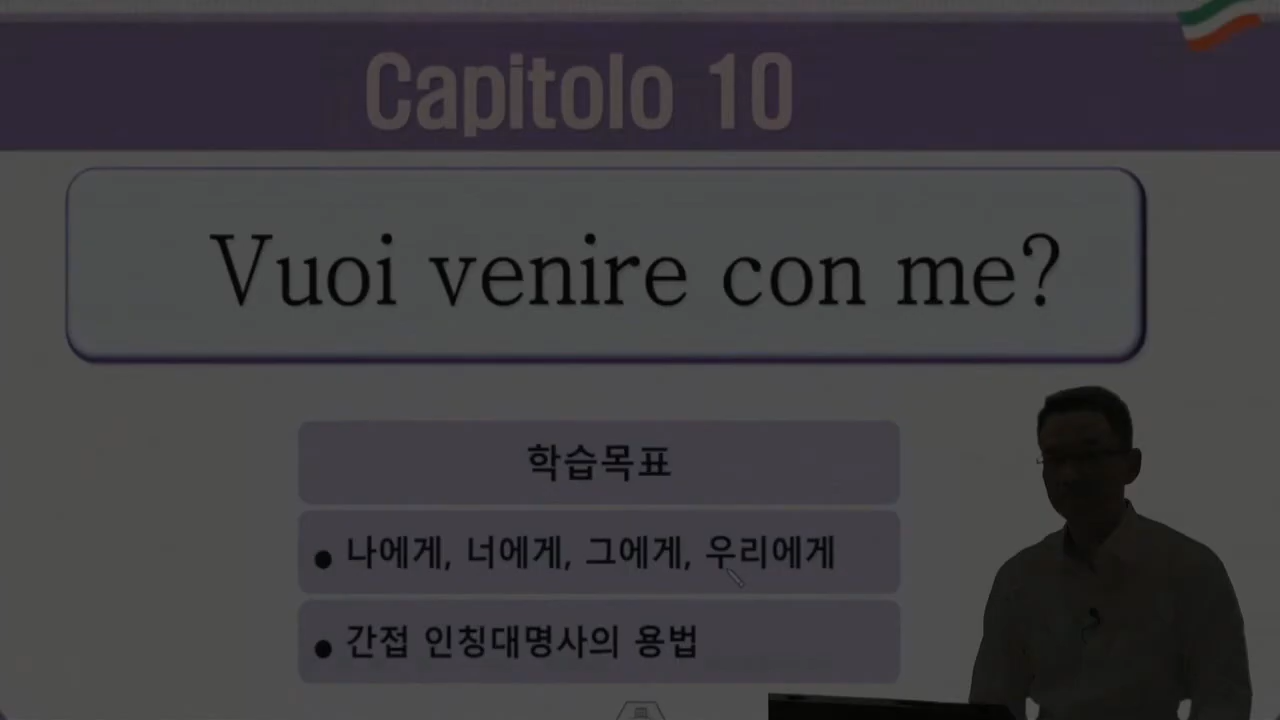 Capitolo 10
Vuoi venire con me?
학습목표
● 나에게, 너에게, 그에게, 우리에게
● 간접 인칭대명사의 용법